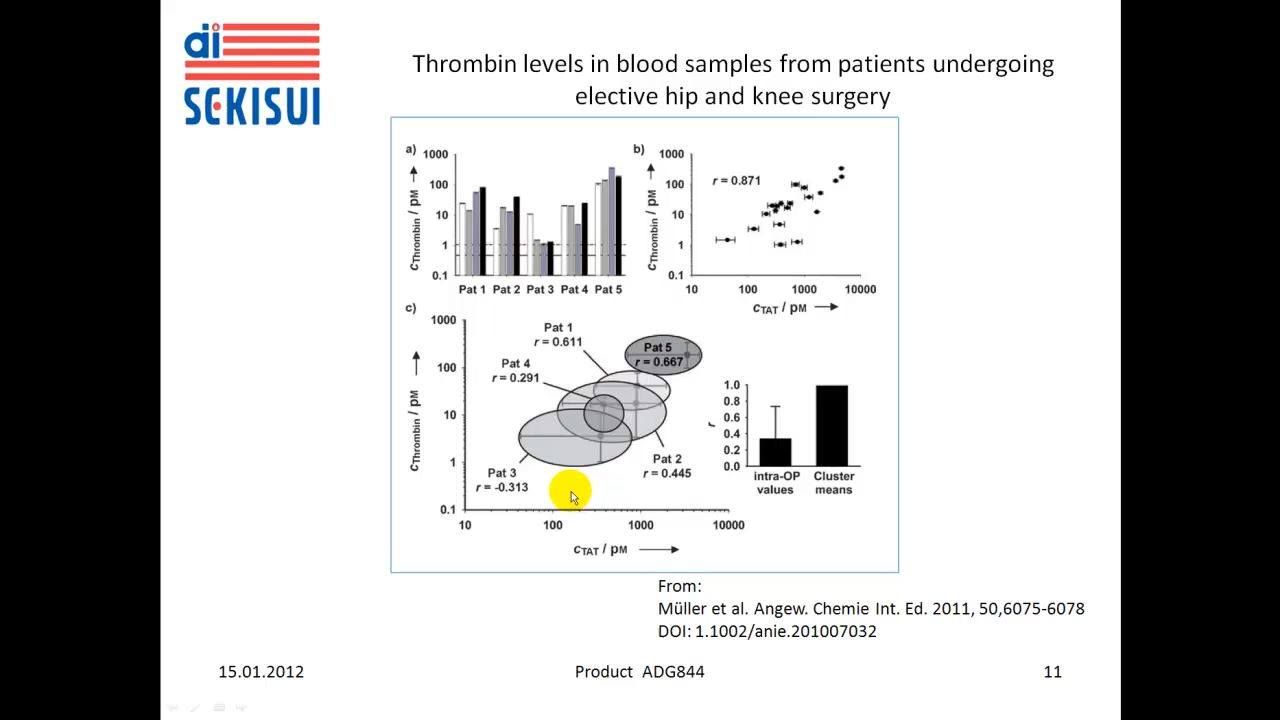 SEKISUI
Thrombin levels in blood samples from patients undergoing
elective hip and knee surgery
a)
1000
100
10
1
0.1
cThrombin / pM
Pat 1 Pat 2 Pat 3 Pat 4 Pat 5
b)
1000
100
10
1
0.1
cThrombin / pM
r = 0.871
10 100 1000 10000
cTAT / pM
c)
1000
100
10
1
0.1
cThrombin / pM
Pat 1
r = 0.611
Pat 4
r = 0.291
Pat 5
r = 0.667
Pat 2
r = 0.445
Pat 3
r = -0.313
10 100 1000 10000
cTAT / pM
1.0
0.8
0.6
0.4
0.2
0.0
r
intra-OP Cluster
values means
From:
Müller et al. Angew. Chemie Int. Ed. 2011, 50,6075-6078
DOI: 1.1002/anie.201007032
15.01.2012 Product ADG844 11